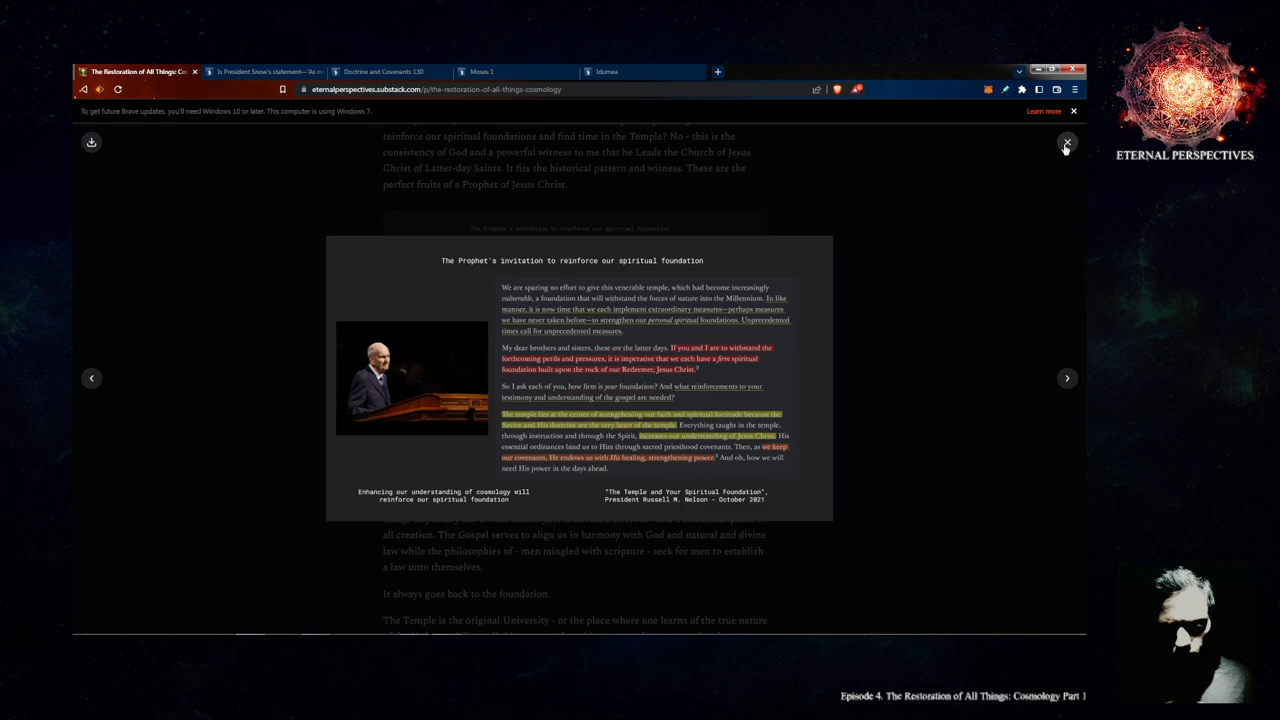 The Restoration of All Things: Co
Is President Snow's statement—'As m
Doctrine and Covenants 130
Moses 1
Idumea
eternalperspectives.substack.com/p/the-restoration-of-all-things-cosmology
To get future Brave updates, you'll need Windows 10 or later. This computer is using Windows 7.
Learn more
ETERNAL PERSPECTIVES
reinforce our spiritual foundations and find time in the Temple? No - this is the
consistency of God and a powerful witness to me that he Leads the Church of Jesus
Christ of Latter-day Saints. It fits the historical pattern and witness. These are the
perfect fruits of a Prophet of Jesus Christ.
The Prophet's invitation to reinforce our spiritual foundation
The Prophet's invitation to reinforce our spiritual foundation
We are sparing no effort to give this venerable temple, which had become increasingly
vulnerable, a foundation that will withstand the forces of nature into the Millennium. In like
manner, it is now time that we each implement extraordinary measures—perhaps measures
we have never taken before—to strengthen our personal spiritual foundations. Unprecedented
times call for unprecedented measures.
My dear brothers and sisters, these are the latter days. If you and I are to withstand the
forthcoming perils and pressures, it is imperative that we each have a firm spiritual
foundation built upon the rock of our Redeemer, Jesus Christ.2
So I ask each of you, how firm is your foundation? And what reinforcements to your
testimony and understanding of the gospel are needed?
The temple lies at the center of strengthening our faith and spiritual fortitude because the
Savior and His doctrine are the very heart of the temple. Everything taught in the temple,
through instruction and through the Spirit, increases our understanding of Jesus Christ. His
essential ordinances bind us to Him through sacred priesthood covenants. Then, as we keep
our covenants, He endows us with His healing, strengthening power.3 And oh, how we will
need His power in the days ahead.
Enhancing our understanding of cosmology will
reinforce our spiritual foundation
"The Temple and Your Spiritual Foundation",
President Russell M. Nelson - October 2021
all creation. The Gospel serves to align us in harmony with God and natural and divine
law while the philosophies of - men mingled with scripture - seek for men to establish
a law unto themselves.
It always goes back to the foundation.
The Temple is the original University - or the place where one learns of the true nature
Episode 4. The Restoration of All Things: Cosmology Part 1